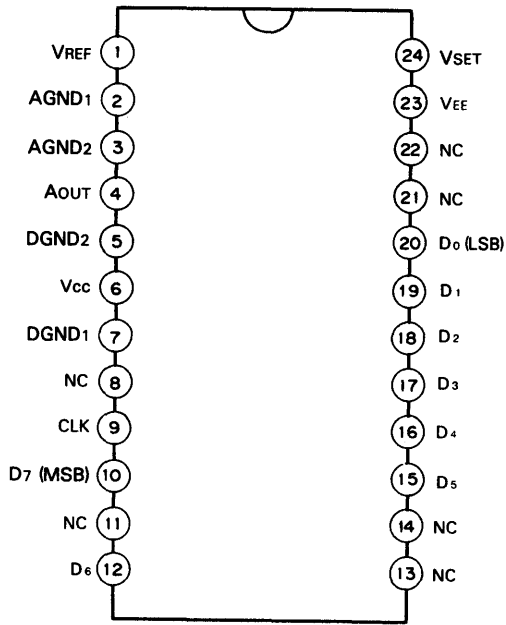 VREF 1 24 VSET
AGND1 2 23 VEE
AGND2 3 22 NC
AOUT 4 21 NC
DGND2 5 20 D0 (LSB)
VCC 6 19 D1
DGND1 7 18 D2
NC 8 17 D3
CLK 9 16 D4
D7 (MSB) 10 15 D5
NC 11 14 NC
D6 12 13 NC